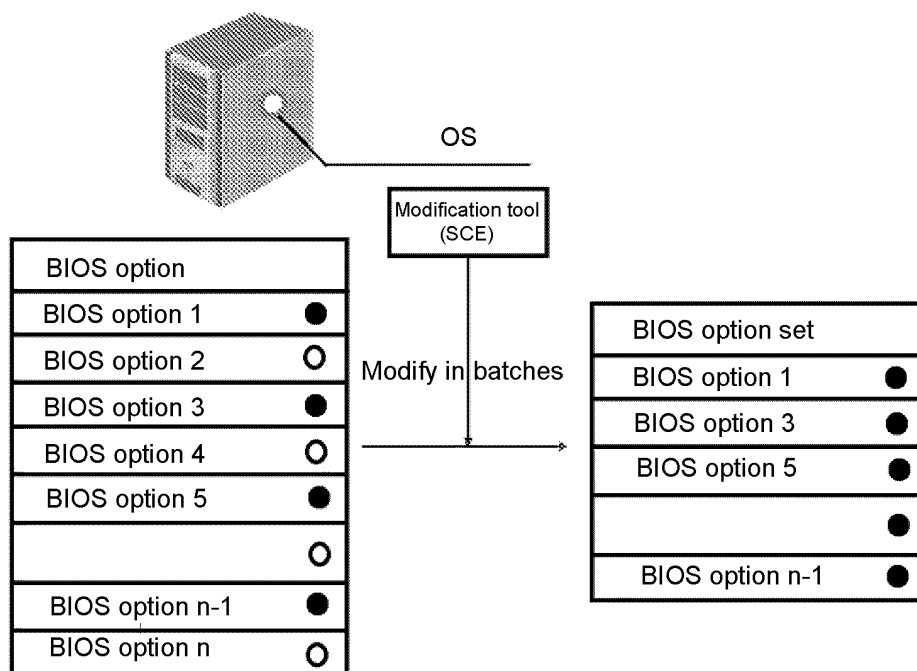 OS
Modification tool
(SCE)
BIOS option
BIOS option 1
BIOS option 2
BIOS option 3
BIOS option 4
BIOS option 5
BIOS option n-1
BIOS option n
Modify in batches
BIOS option set
BIOS option 1
BIOS option 3
BIOS option 5
BIOS option n-1